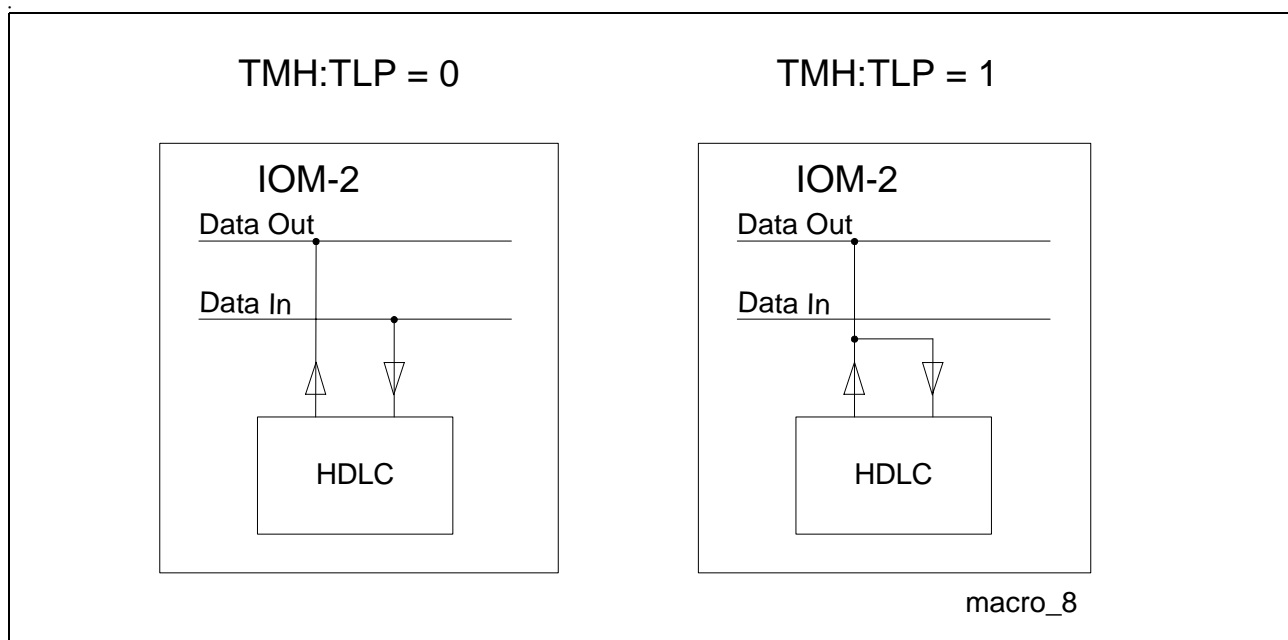 TMH:TLP = 0
TMH:TLP = 1
IOM-2
Data Out
Data In
HDLC
IOM-2
Data Out
Data In
HDLC
macro_8